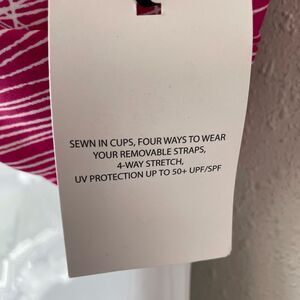 SEWN IN CUPS, FOUR WAYS TO WEAR
YOUR REMOVABLE STRAPS,
4-WAY STRETCH,
UV PROTECTION UP TO 50+ UPF/SPF